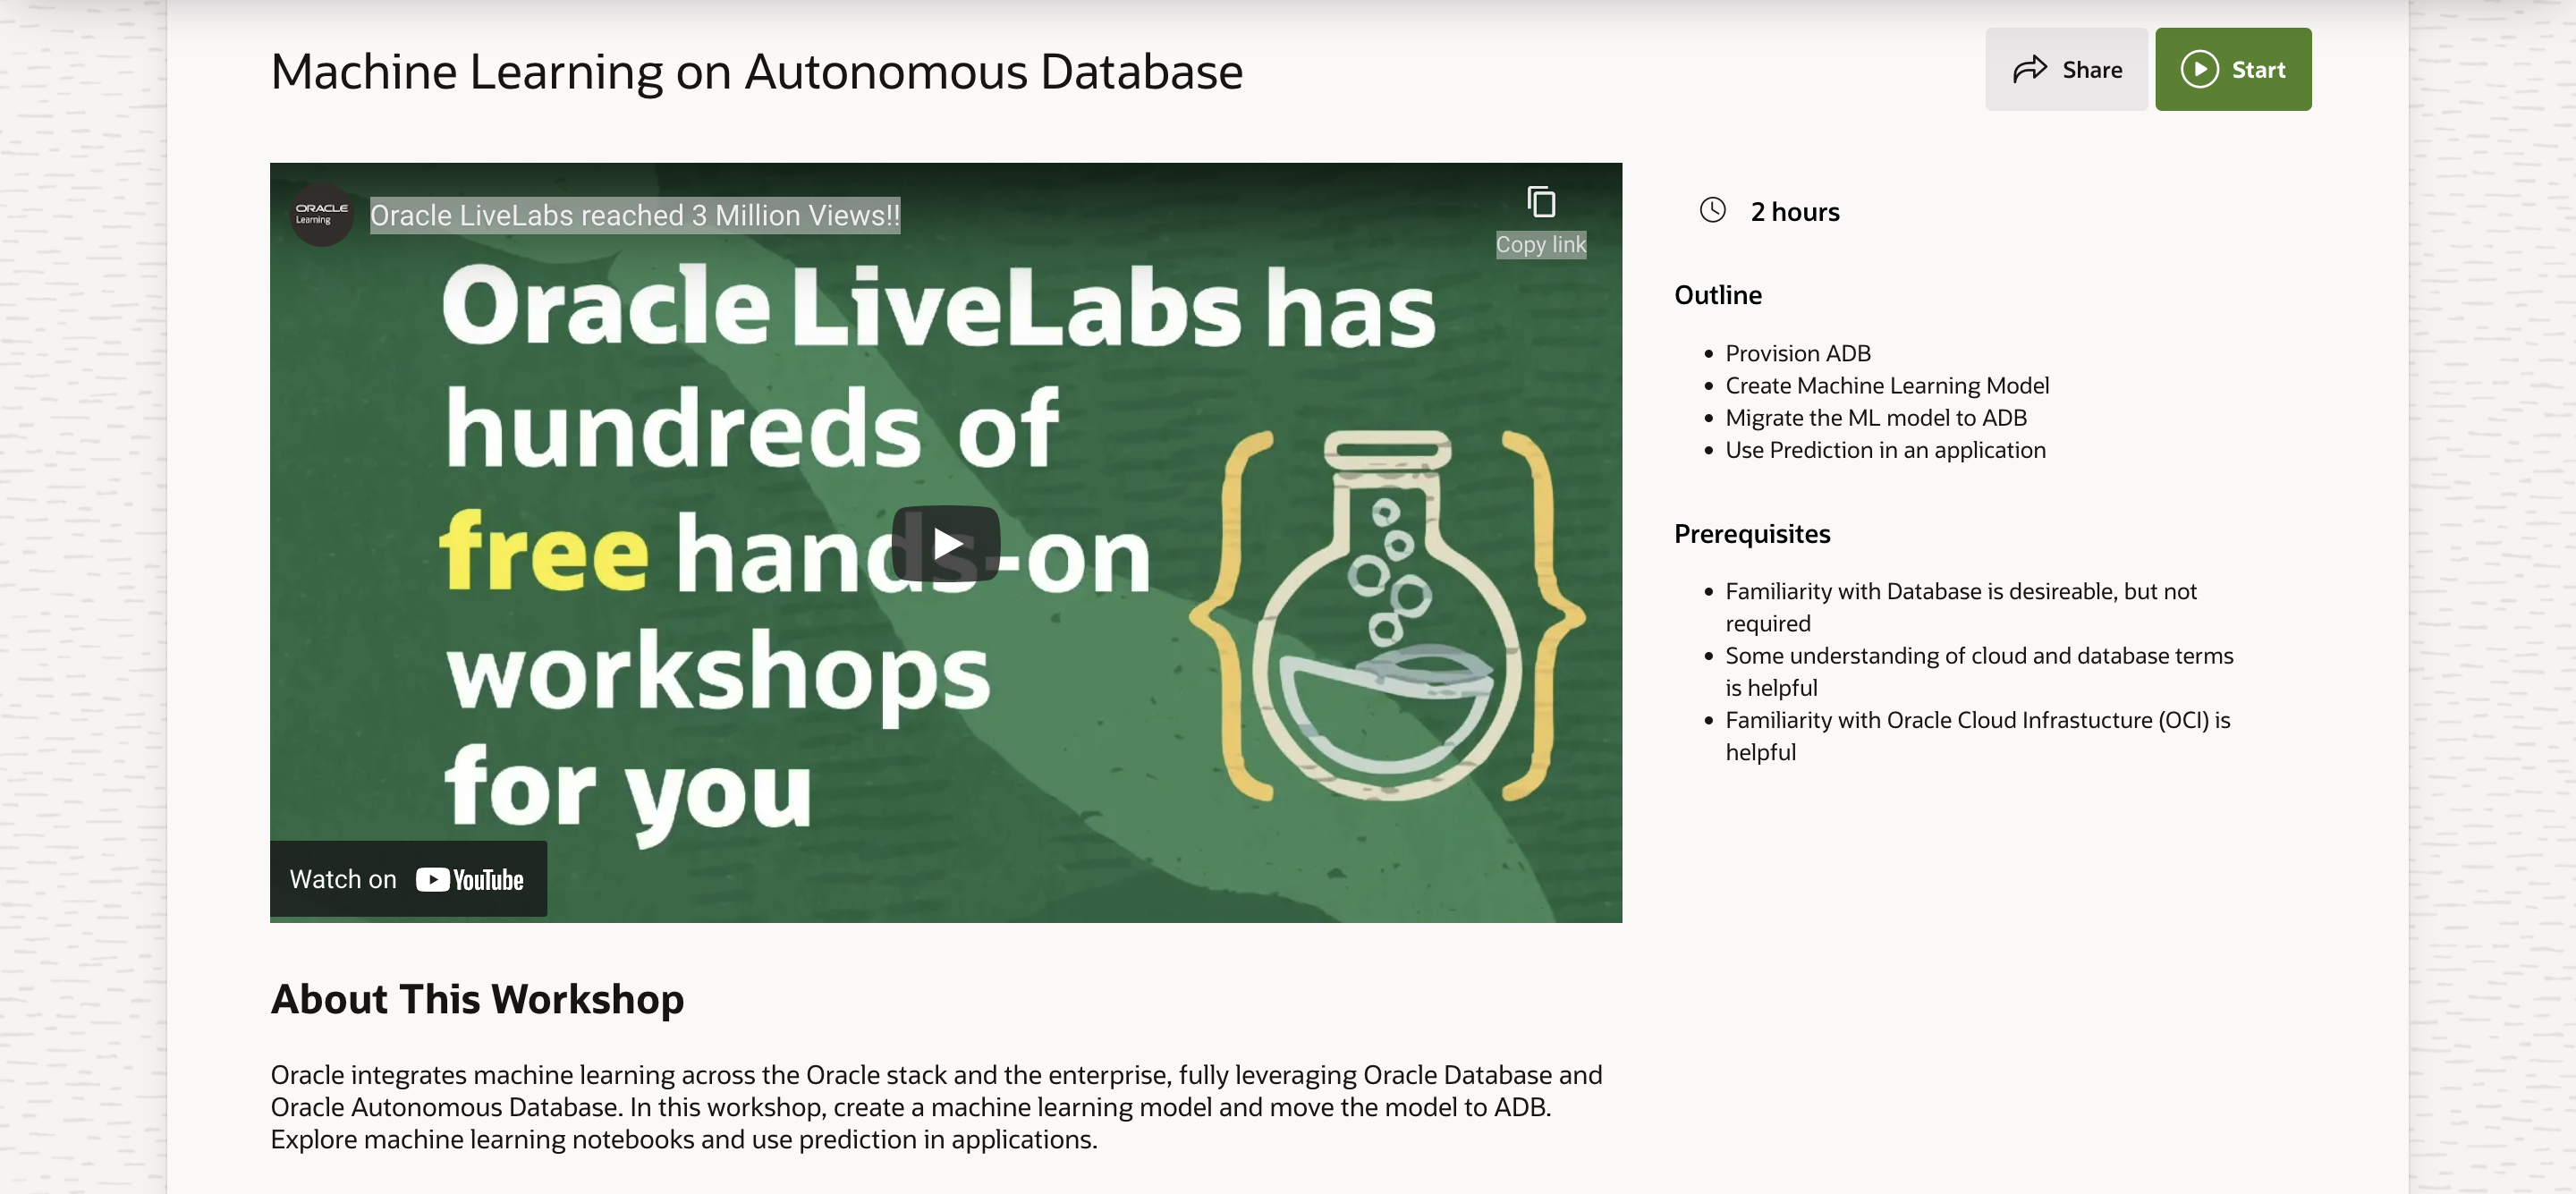 Machine Learning on Autonomous Database
Share
Start
ORACLE
Learning
Oracle LiveLabs reached 3 Million Views!!
Copy link
Oracle LiveLabs has
hundreds of
free hands-on
workshops
for you
Watch on YouTube
2 hours
Outline
Provision ADB
Create Machine Learning Model
Migrate the ML model to ADB
Use Prediction in an application
Prerequisites
Familiarity with Database is desireable, but not
required
Some understanding of cloud and database terms
is helpful
Familiarity with Oracle Cloud Infrastucture (OCI) is
helpful
About This Workshop
Oracle integrates machine learning across the Oracle stack and the enterprise, fully leveraging Oracle Database and
Oracle Autonomous Database. In this workshop, create a machine learning model and move the model to ADB.
Explore machine learning notebooks and use prediction in applications.